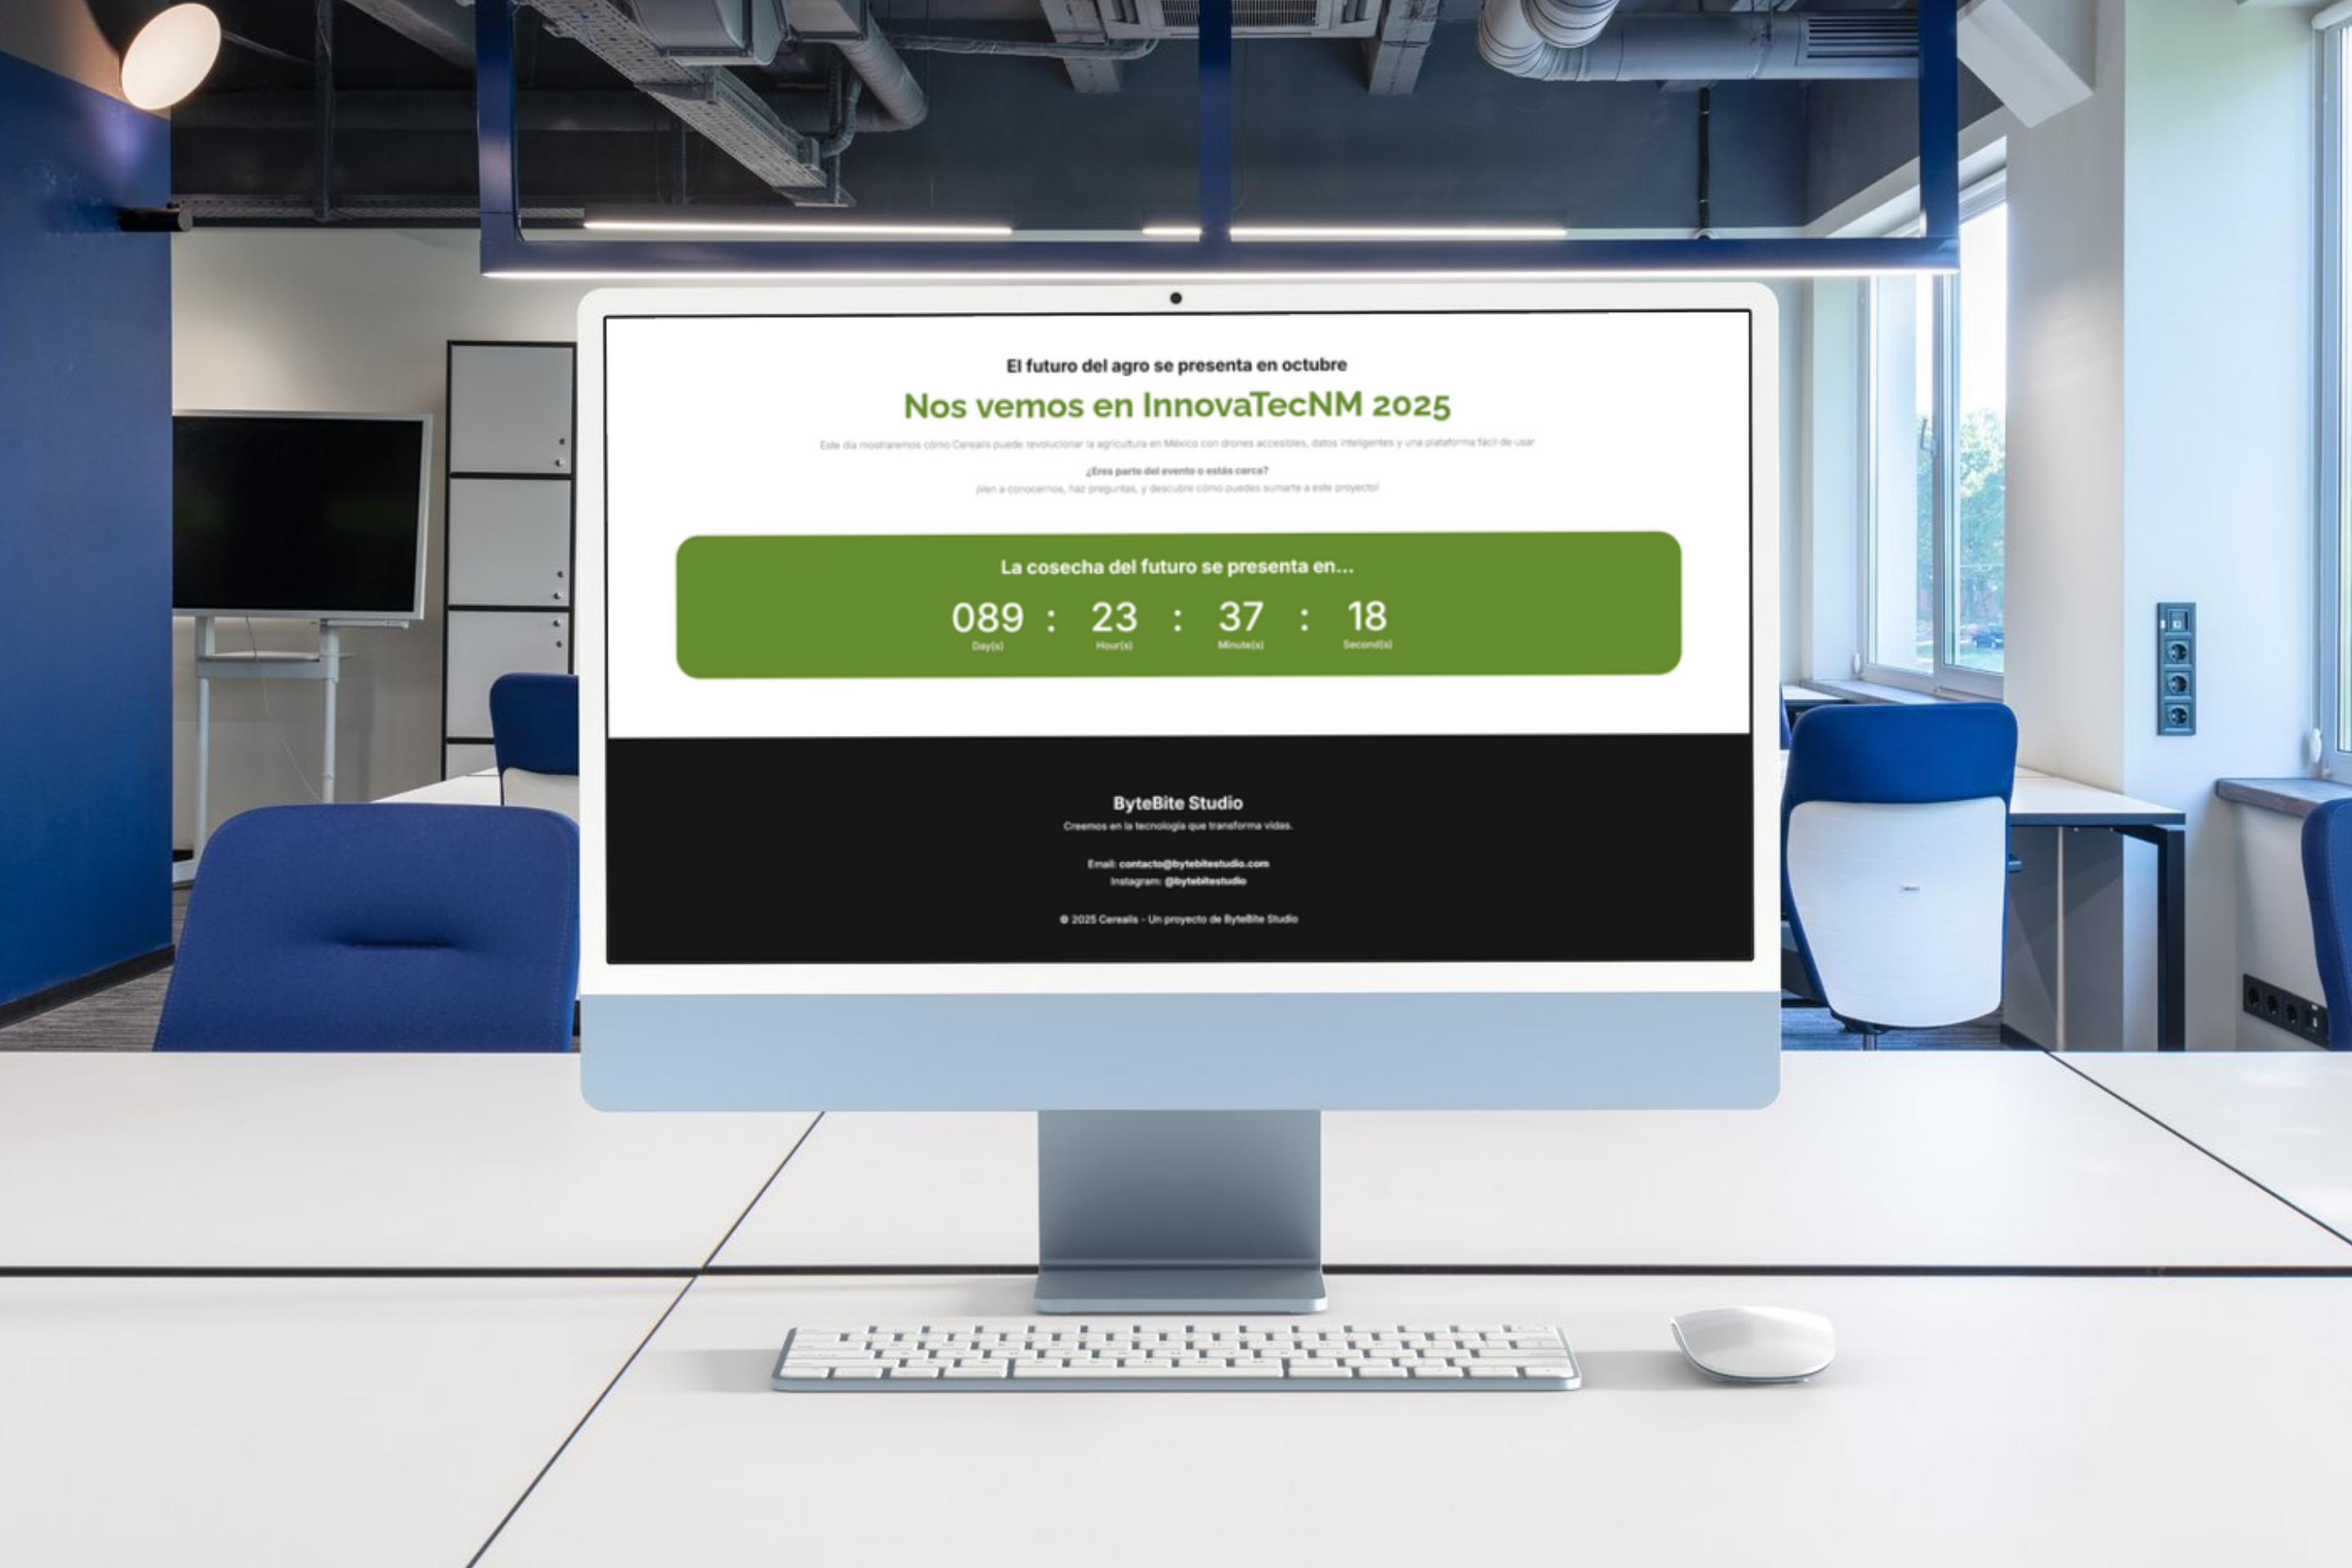 El futuro del agro se presenta en octubre
Nos vemos en InnovaTecNM 2025
Este día mostraremos cómo Cerealis puede revolucionar la agricultura en México con drones accesibles, datos inteligentes y una plataforma fácil de usar
¿Eres parte del evento o estás cerca?
¡Ven a conocernos, haz preguntas, y descubre cómo puedes sumarte a este proyecto!
La cosecha del futuro se presenta en...
089 : 23 : 37 : 18
Day(s) Hour(s) Minute(s) Second(s)
ByteBite Studio
Creemos en la tecnología que transforma vidas.
Email: contacto@bytebitestudio.com
Instagram: @bytebitestudio
© 2025 Cerealis - Un proyecto de ByteBite Studio